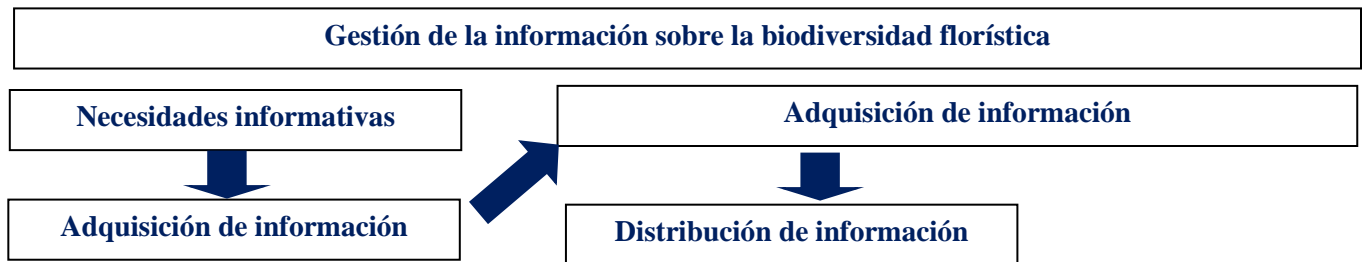 Gestión de la información sobre la biodiversidad florística
Necesidades informativas
Adquisición de información
Adquisición de información
Distribución de información